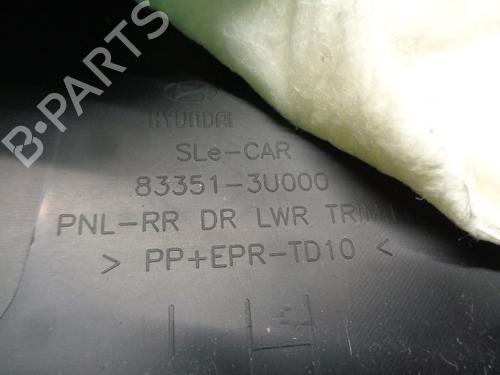 HYUNDAI
SLe-CAR
83351-3U000
PNL-RR DR LWR TRIM
> PP+EPR-TD10 <
B-PARTS